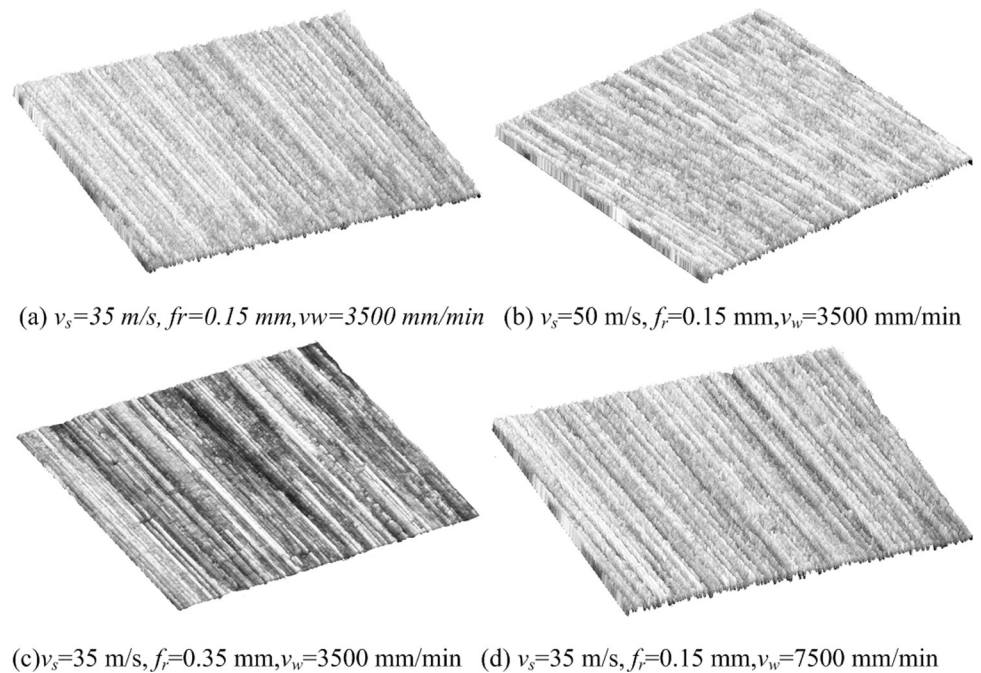 (a) vs=35 m/s, fr=0.15 mm,vw=3500 mm/min
(b) vs=50 m/s, fr=0.15 mm,vw=3500 mm/min
(c)vs=35 m/s, fr=0.35 mm,vw=3500 mm/min
(d) vs=35 m/s, fr=0.15 mm,vw=7500 mm/min